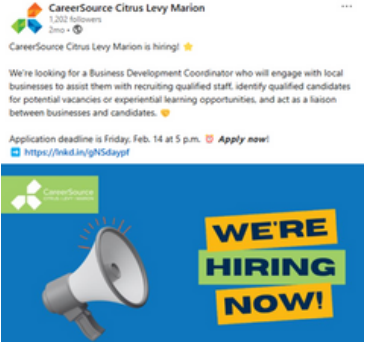 CareerSource Citrus Levy Marion
1,202 followers
2mo •
CareerSource Citrus Levy Marion is hiring! ⭐
We're looking for a Business Development Coordinator who will engage with local
businesses to assist them with recruiting qualified staff, identify qualified candidates
for potential vacancies or experiential learning opportunities, and act as a liaison
between businesses and candidates.
Application deadline is Friday, Feb. 14 at 5 p.m. ⏰ Apply now!
➡️ https://lnkd.in/gNSdaypf
CareerSource
CITRUS LEVY MARION
WE'RE
HIRING
NOW!